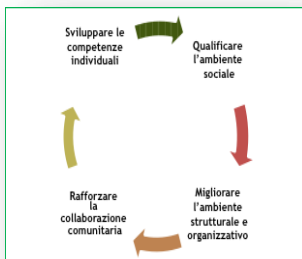 Sviluppare le
competenze
individuali
Qualificare
l'ambiente
sociale
Migliorare
l'ambiente
strutturale e
organizzativo
Rafforzare
la
collaborazione
comunitaria